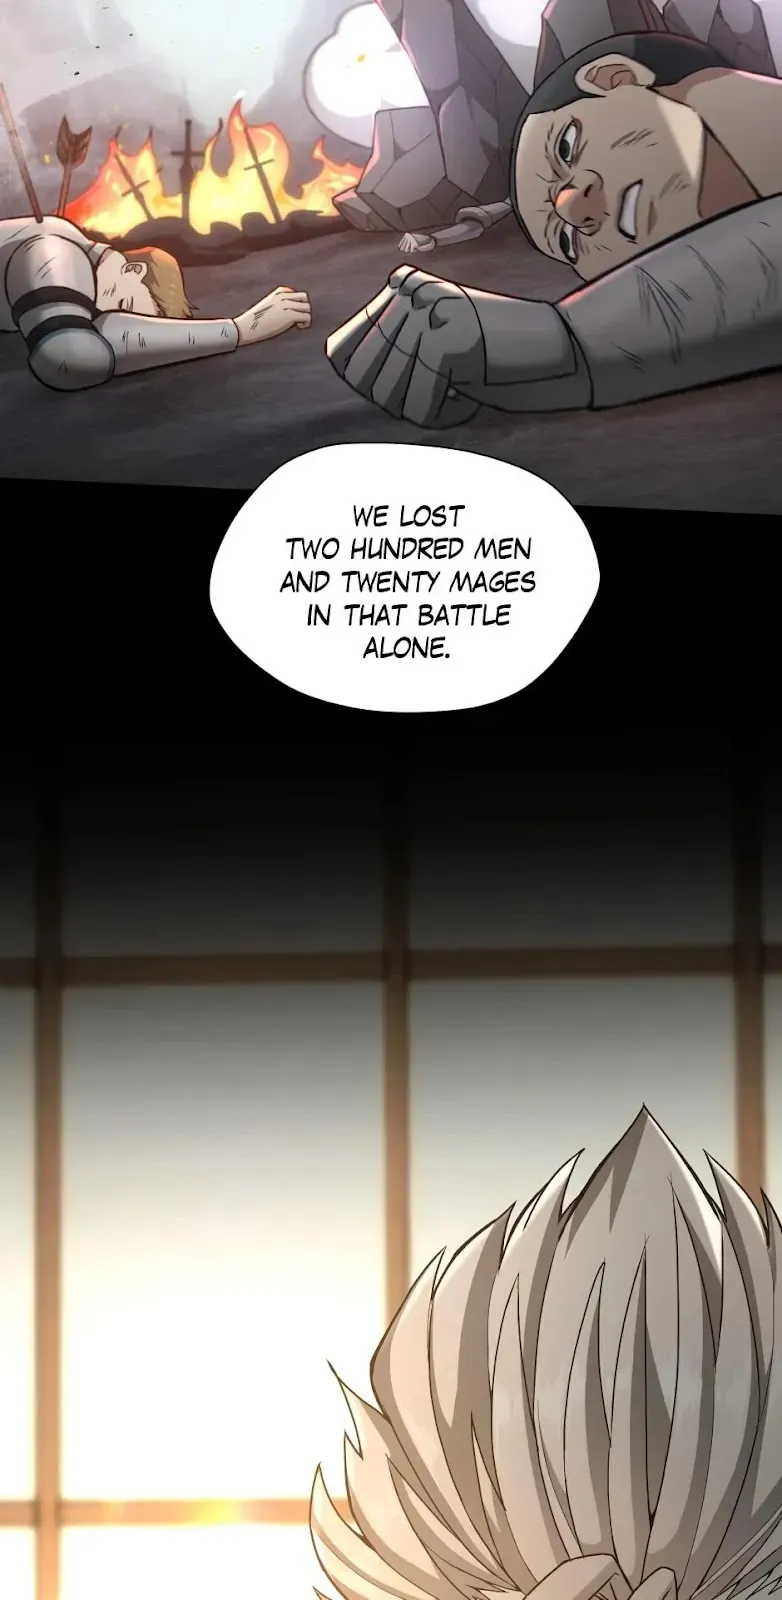 WE LOST
TWO HUNDRED MEN
AND TWENTY MAGES
IN THAT BATTLE
ALONE.